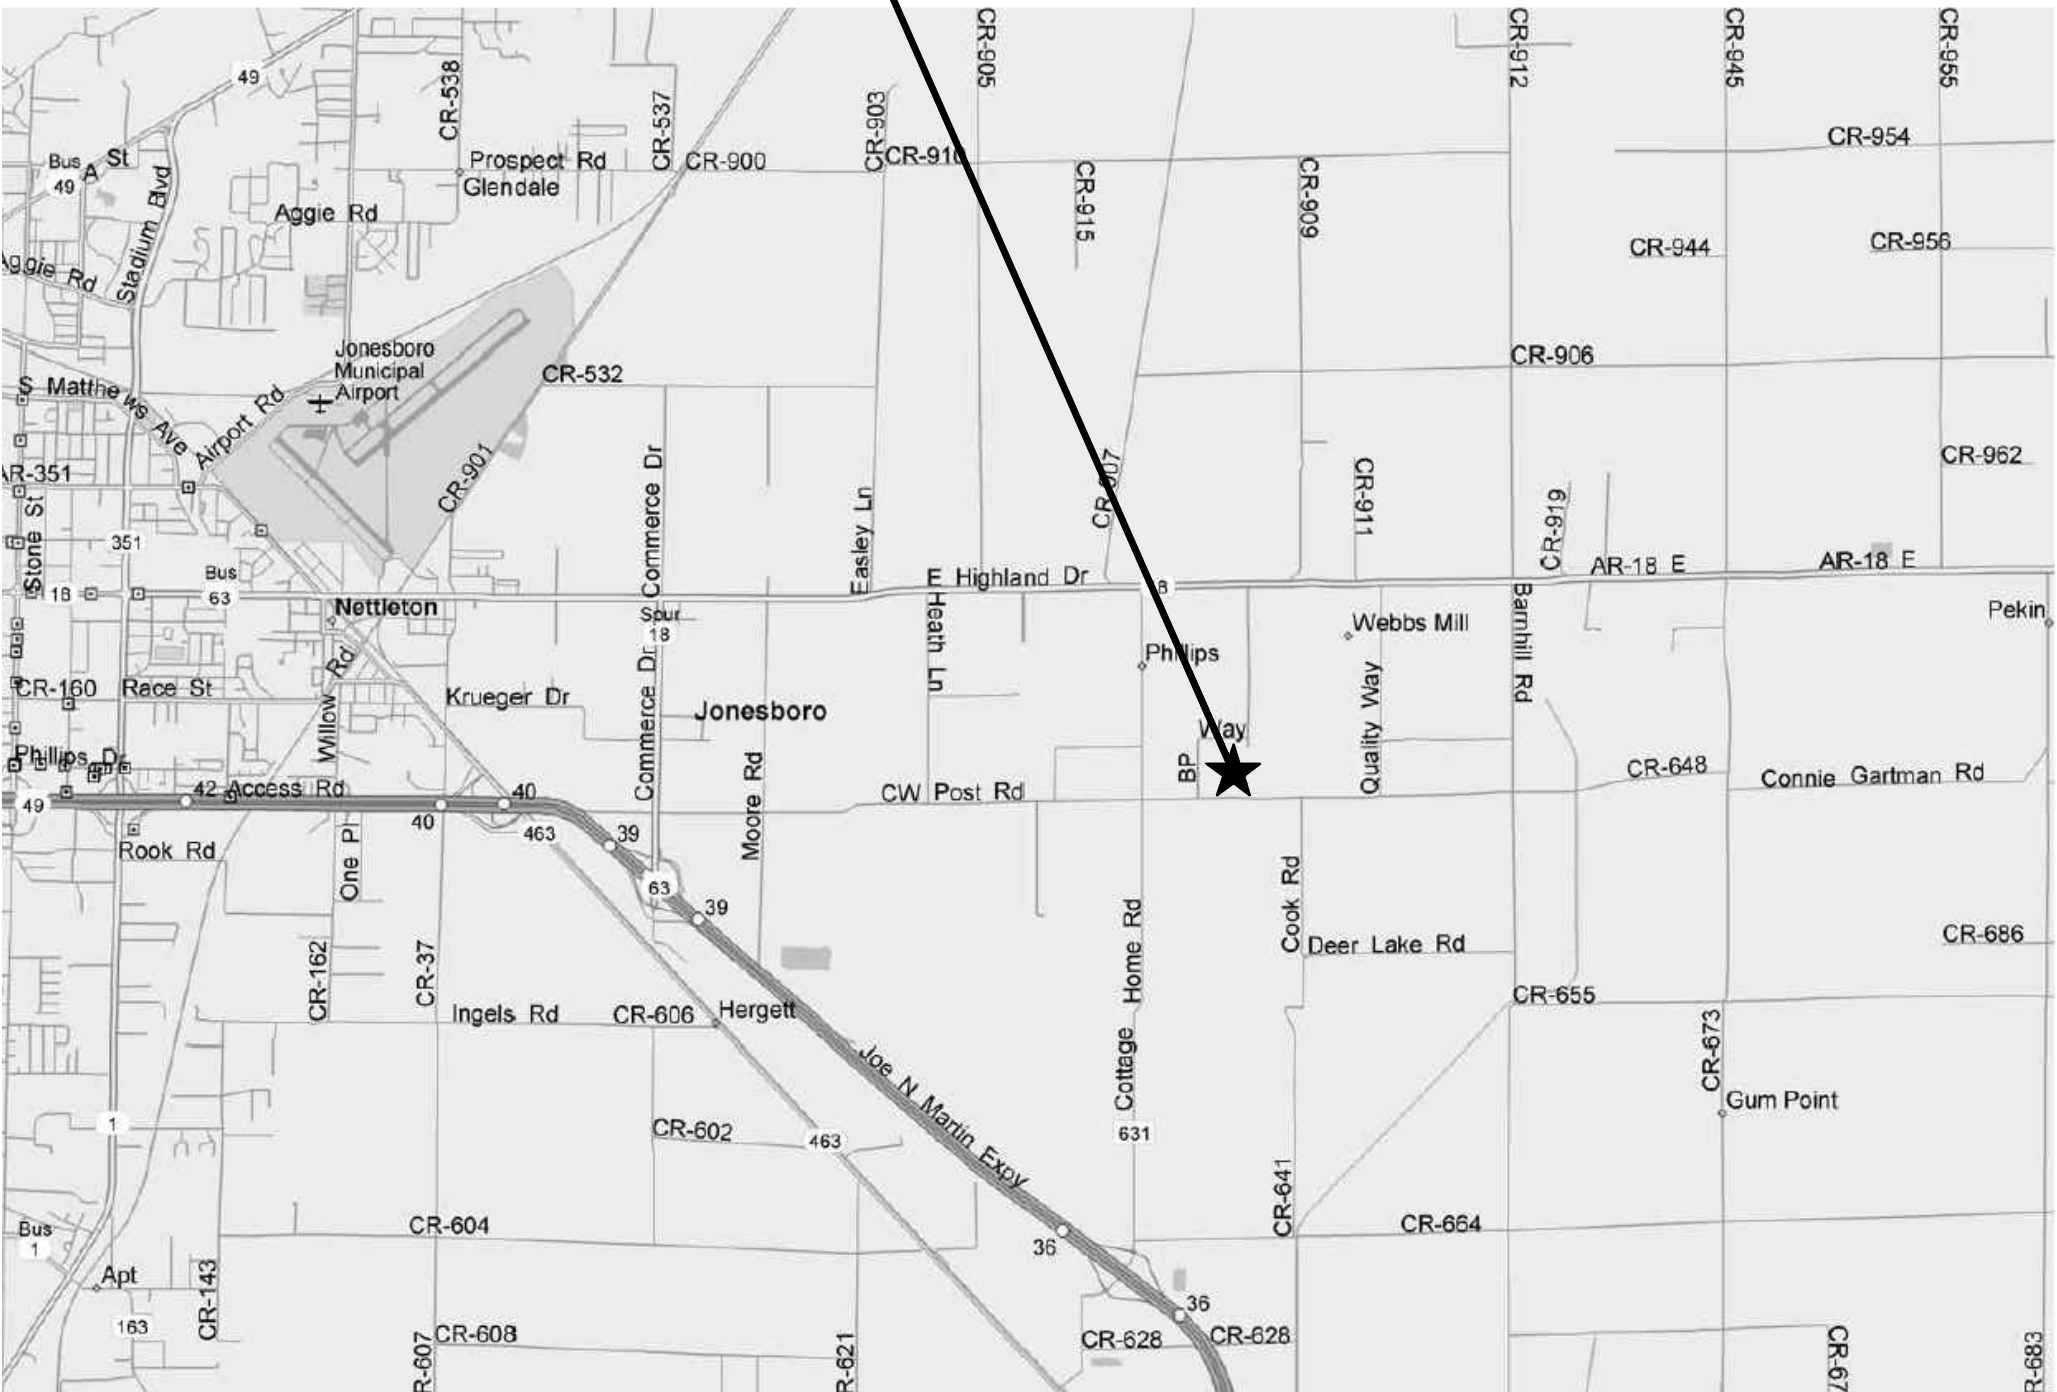 49
CR-538
CR-537
CR-903
CR-905
CR-912
CR-945
CR-955
Bus
49
A St
Stadium Blvd
Prospect Rd
Glendale
CR-900
CR-910
CR-915
CR-909
CR-954
Aggie Rd
Aggie Rd
CR-944
CR-956
Jonesboro
Municipal
Airport
CR-532
CR-906
S Matthews Ave
Airport Rd
AR-351
CR-901
Commerce Dr
Easley Ln
CR-907
CR-911
CR-919
CR-962
Stone St
351
18
Bus
63
Nettleton
E Highland Dr
8
AR-18 E
AR-18 E
Spur
18
Heath Ln
Barnhill Rd
Webbs Mill
Pekin
Phillips
CR-160
Race St
Willow Rd
Krueger Dr
Commerce Dr
Jonesboro
Moore Rd
Way
BP
Quality Way
Phillips Dr
42
Access Rd
40
49
40
463
39
CW Post Rd
CR-648
Connie Gartman Rd
Rook Rd
One Pl
63
39
Cook Rd
Deer Lake Rd
CR-686
CR-162
CR-37
Cottage Home Rd
CR-655
Ingels Rd
CR-606
Hergett
Joe N Martin Expy
CR-673
Gum Point
1
CR-602
463
631
CR-641
CR-604
36
CR-664
Bus
1
Apt
CR-143
163
36
CR-608
CR-628
CR-628
R-607
R-621
CR-67
R-683